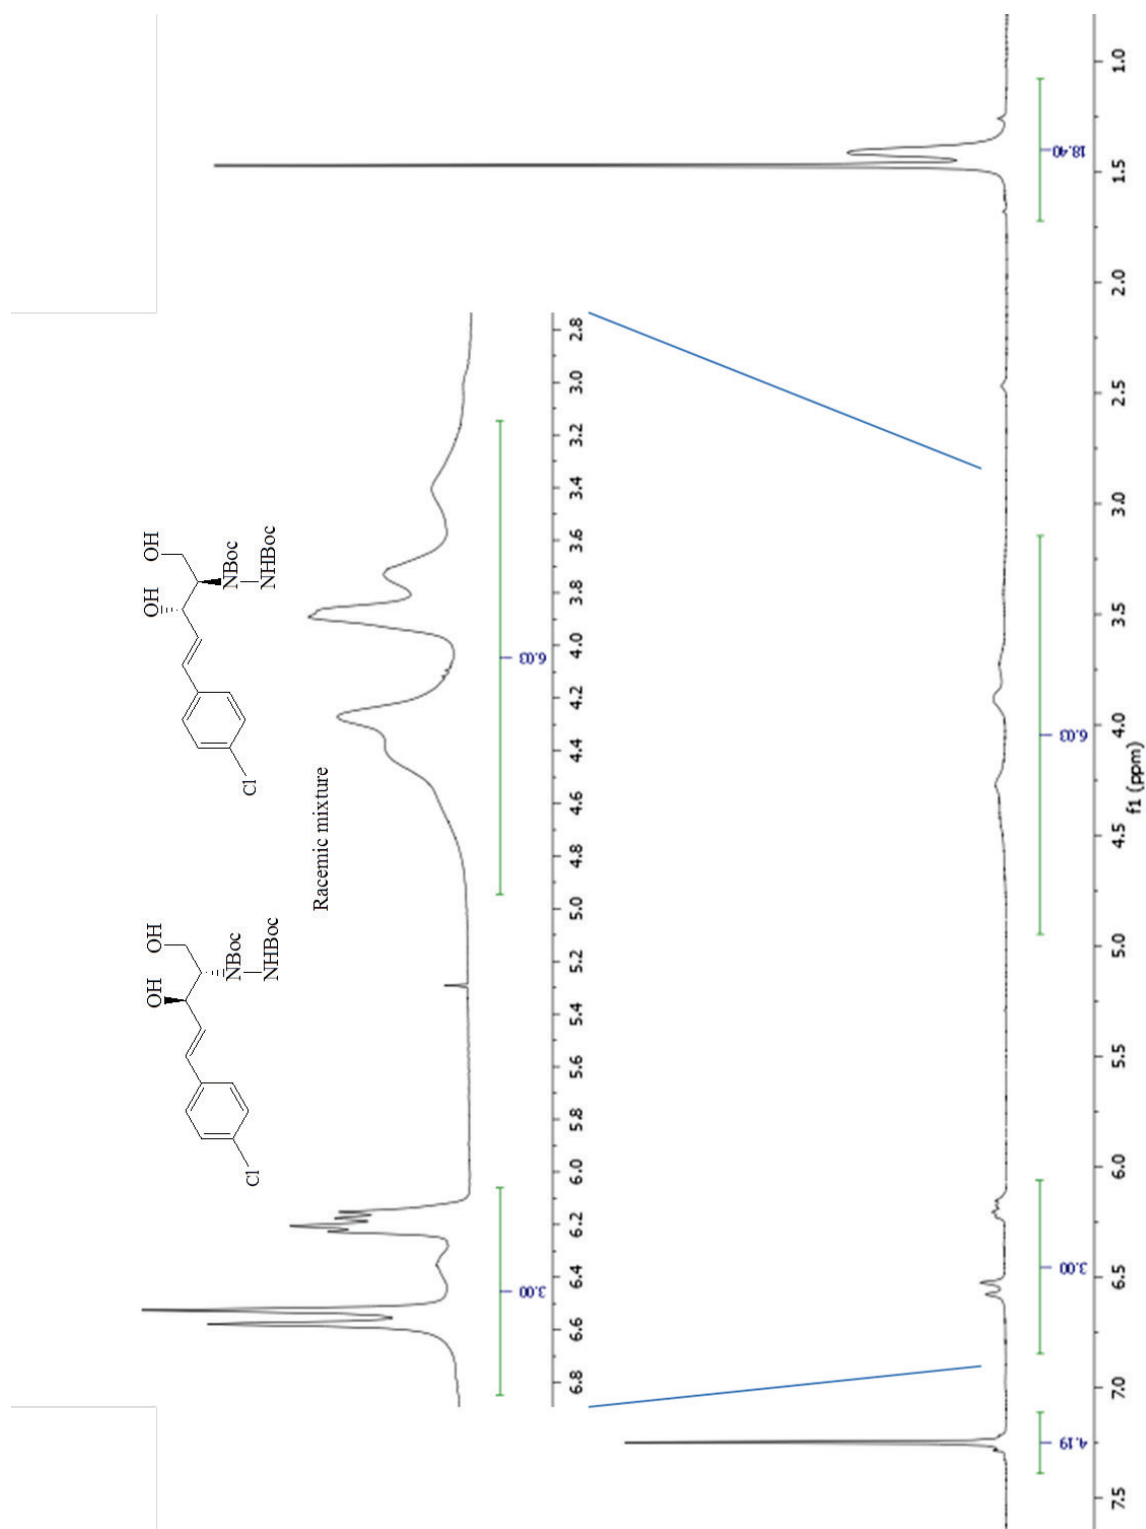 OH OH
NBoc
Cl
NHBoc
OH OH
NBoc
Cl
NHBoc
Racemic mixture
3.00 6.03
6.8 6.6 6.4 6.2 6.0 5.8 5.6 5.4 5.2 5.0 4.8 4.6 4.4 4.2 4.0 3.8 3.6 3.4 3.2 3.0 2.8
4.19 3.00 6.03 18.40
7.5 7.0 6.5 6.0 5.5 5.0 4.5 4.0 3.5 3.0 2.5 2.0 1.5 1.0
f1 (ppm)